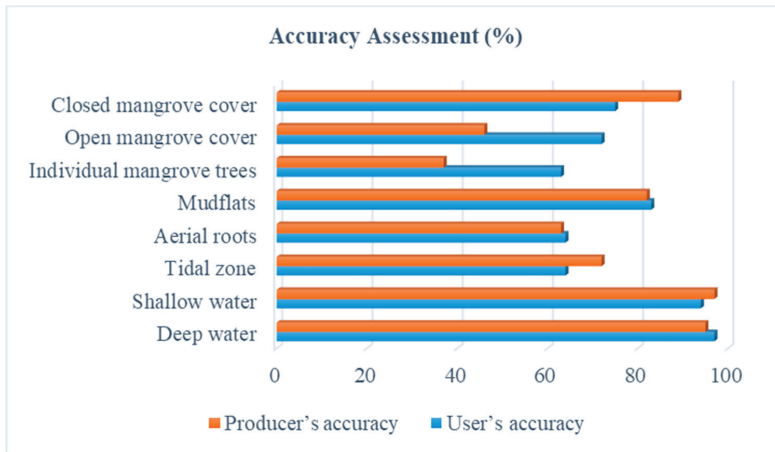 Accuracy Assessment (%)
Closed mangrove cover
Open mangrove cover
Individual mangrove trees
Mudflats
Aerial roots
Tidal zone
Shallow water
Deep water
0 20 40 60 80 100
Producer’s accuracy User’s accuracy